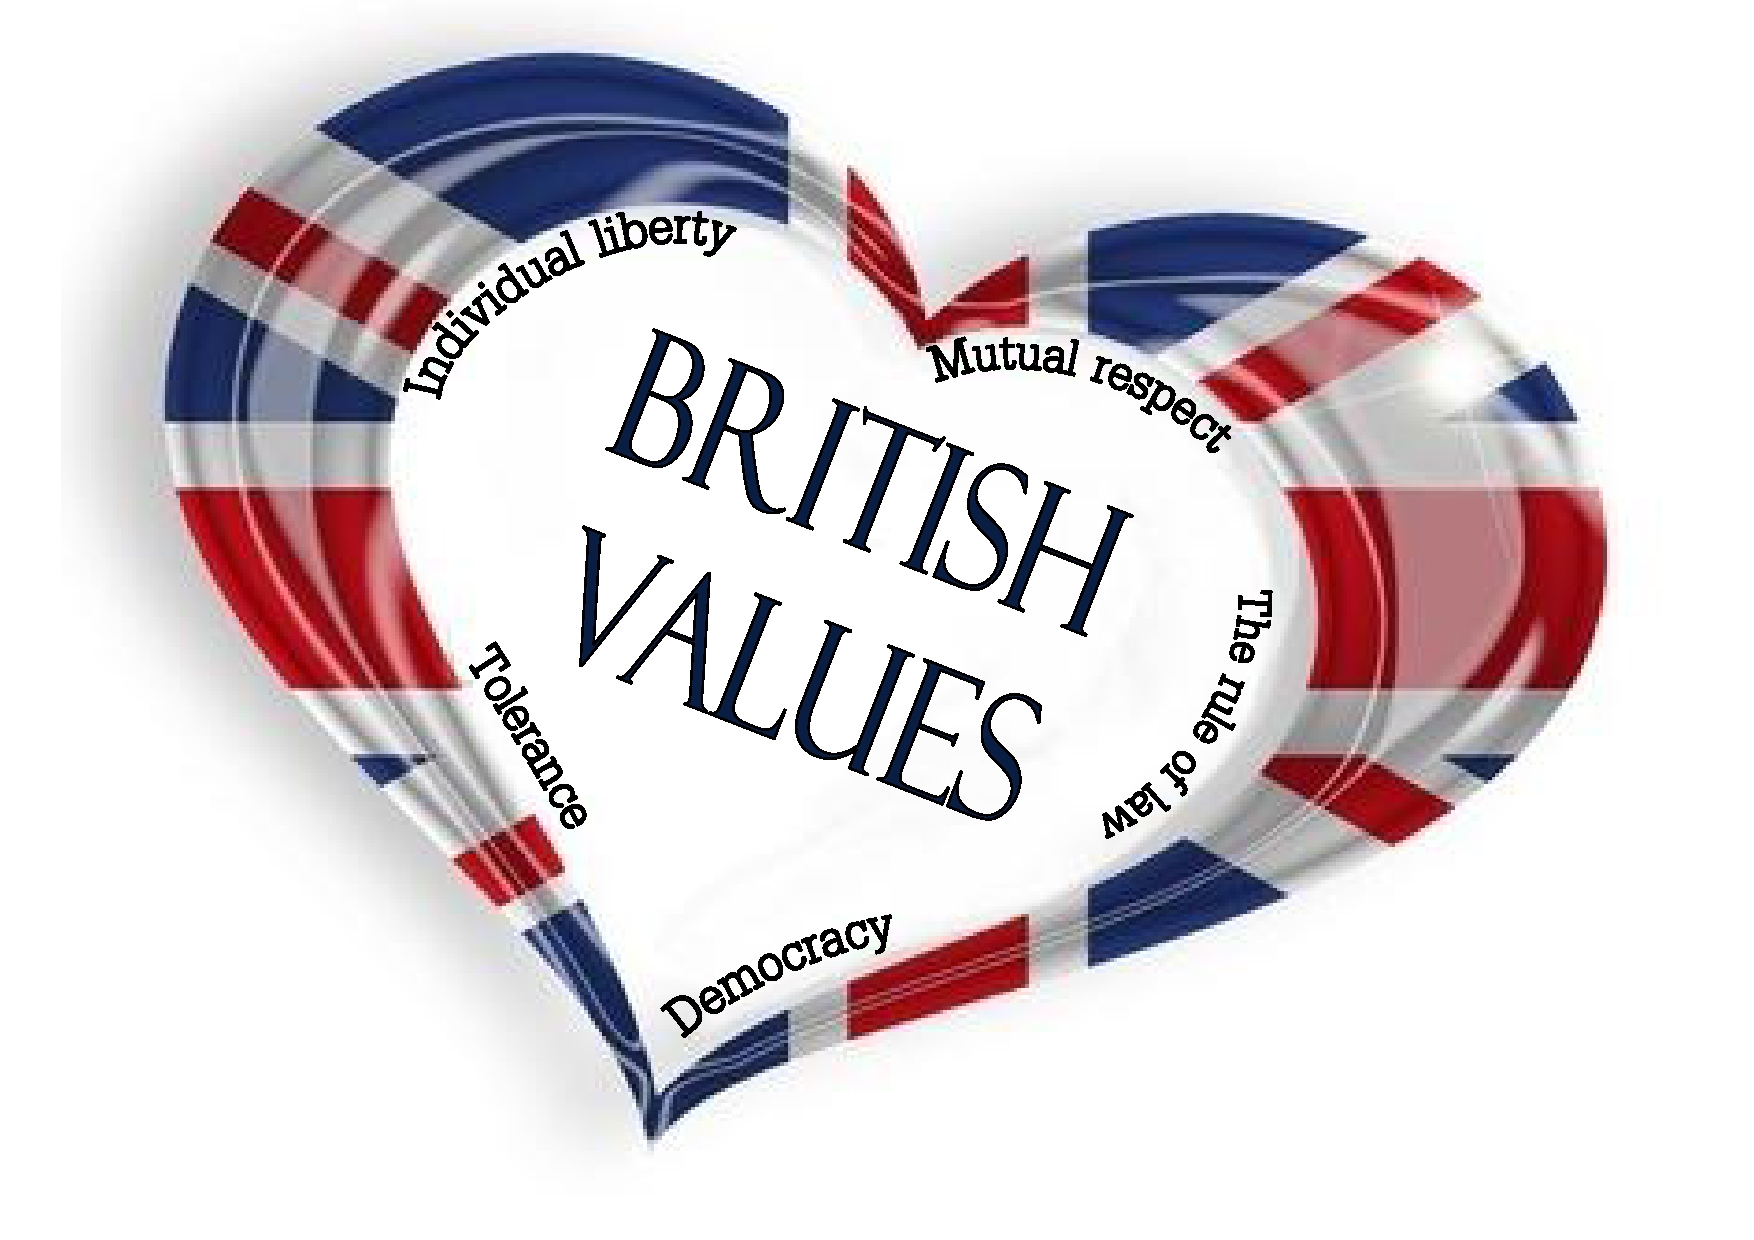 Individual liberty
Mutual respect
BRITISH
VALUES
The rule of law
Tolerance
Democracy